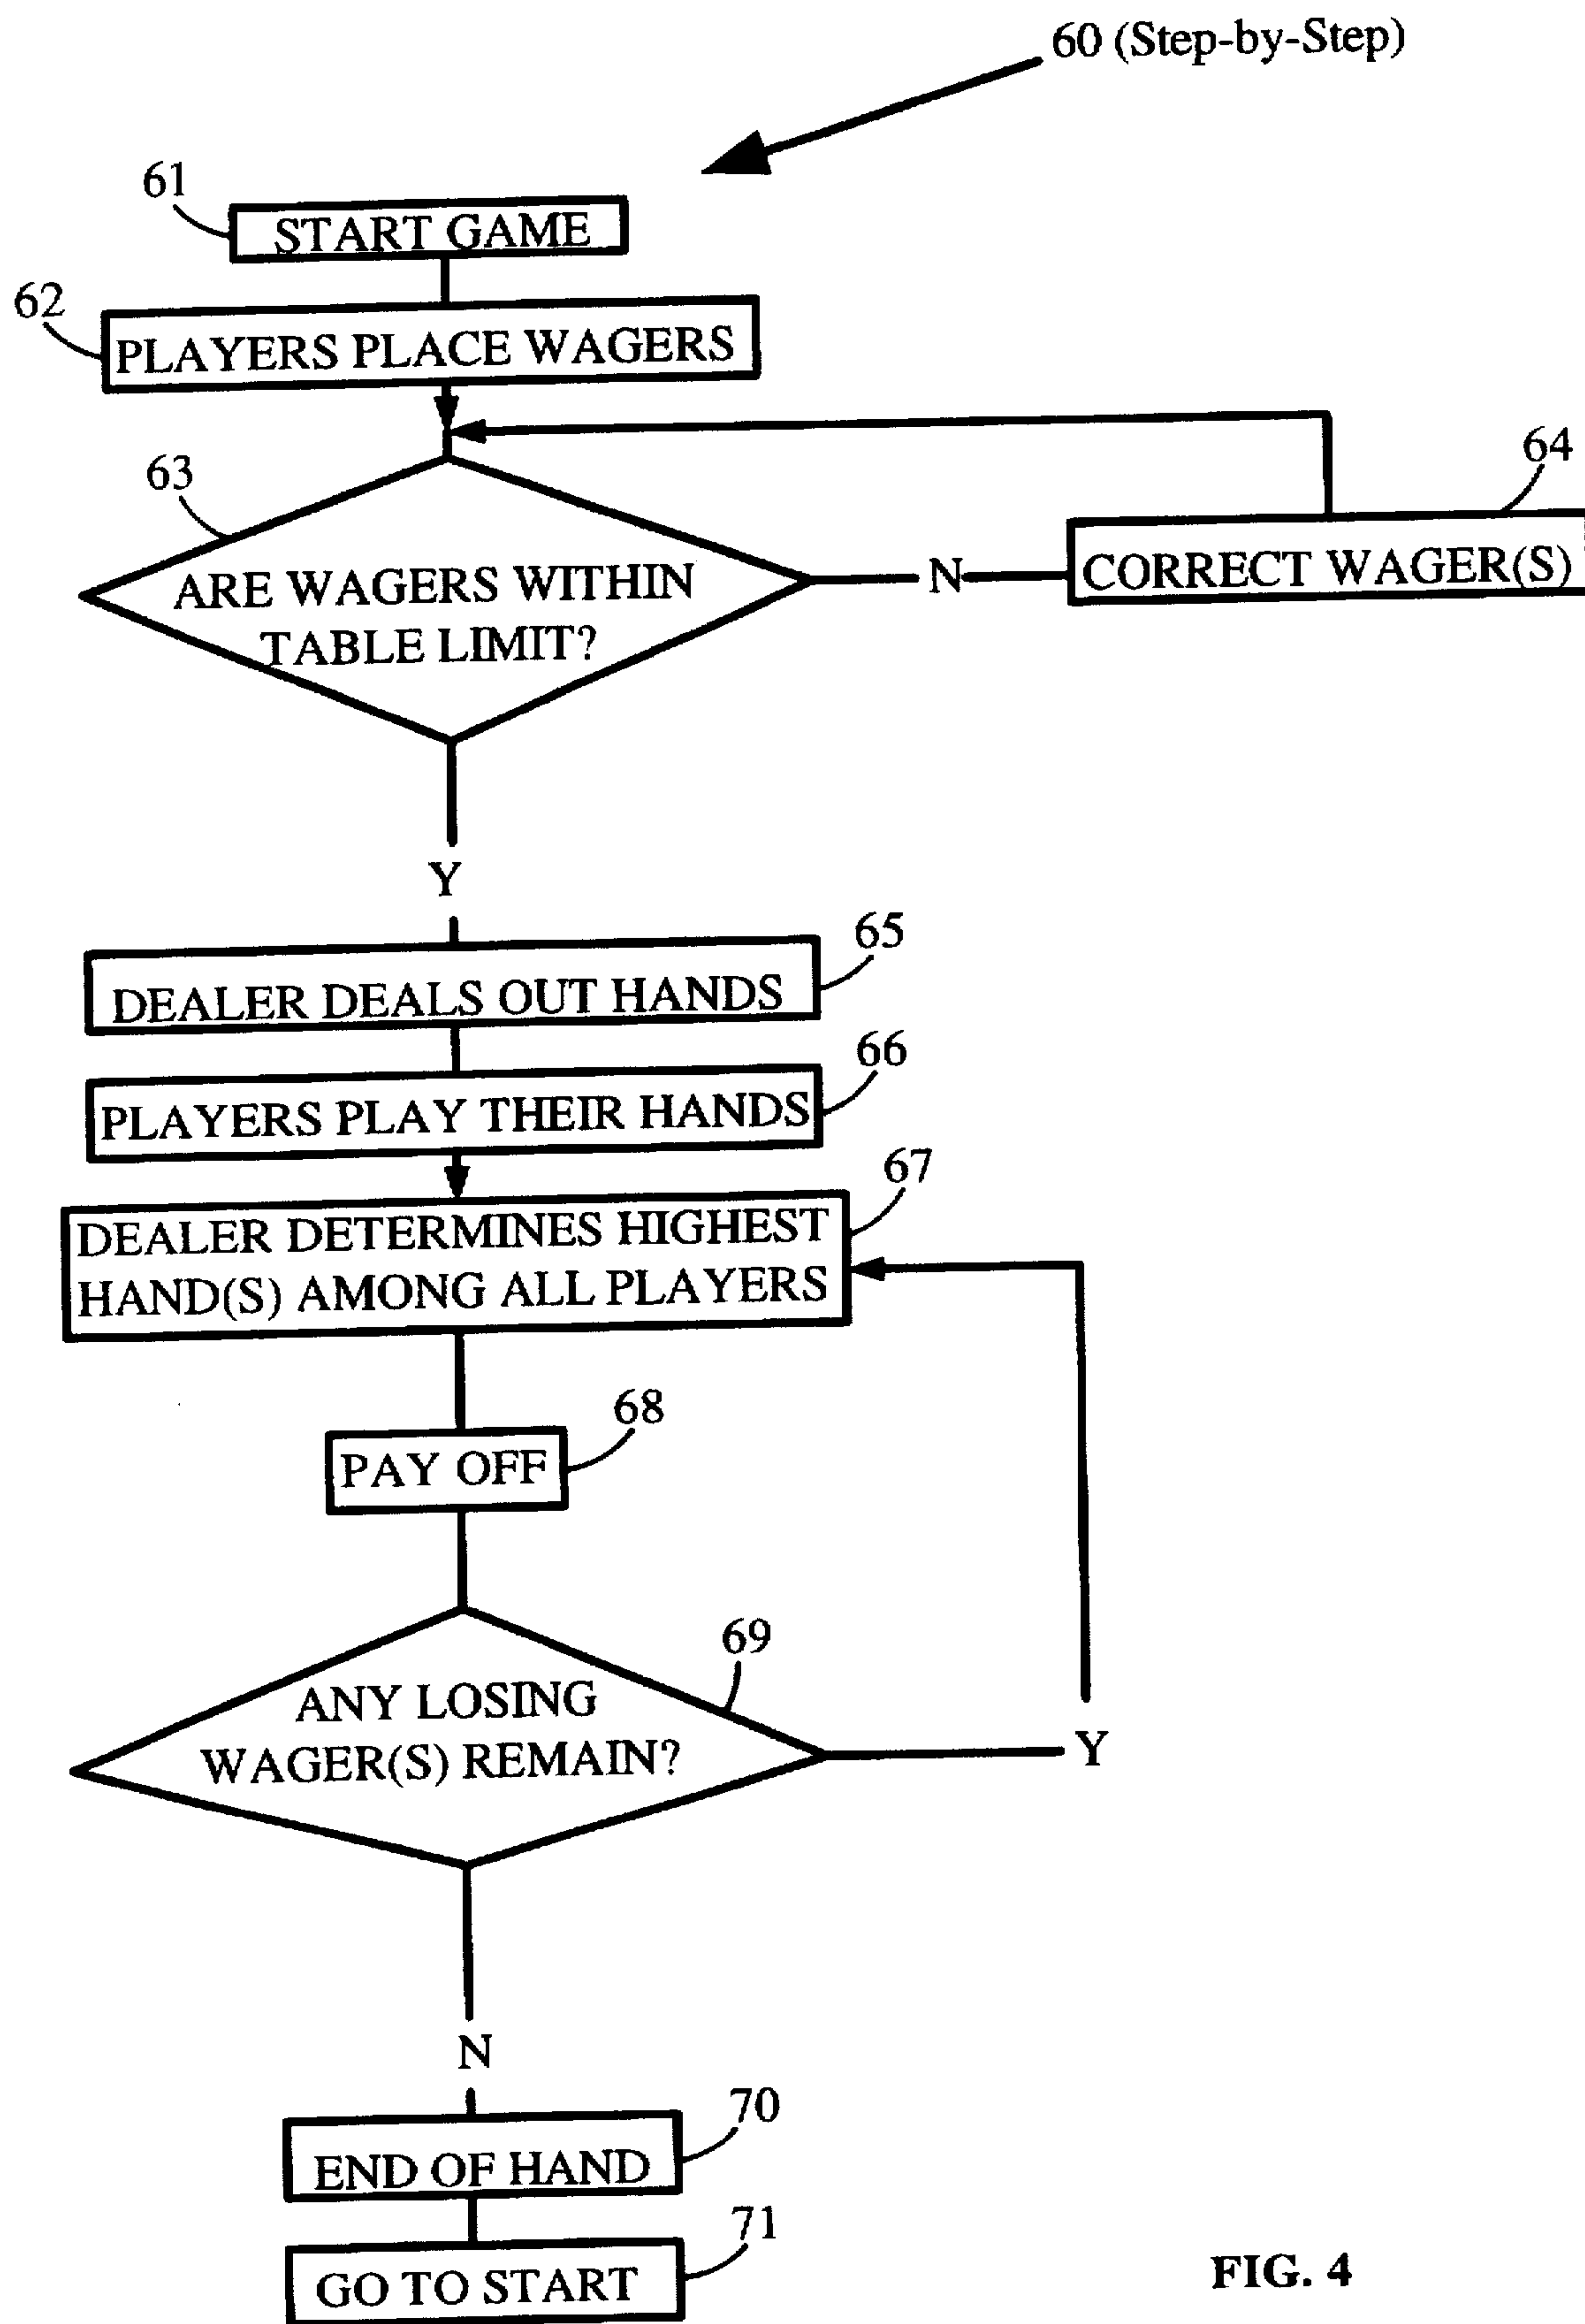 60 (Step-by-Step)
61
START GAME
62
PLAYERS PLACE WAGERS
63
64
ARE WAGERS WITHIN
TABLE LIMIT?
N
CORRECT WAGER(S)
Y
65
DEALER DEALS OUT HANDS
66
PLAYERS PLAY THEIR HANDS
67
DEALER DETERMINES HIGHEST
HAND(S) AMONG ALL PLAYERS
68
PAY OFF
69
ANY LOSING
WAGER(S) REMAIN?
Y
N
70
END OF HAND
71
GO TO START
FIG. 4